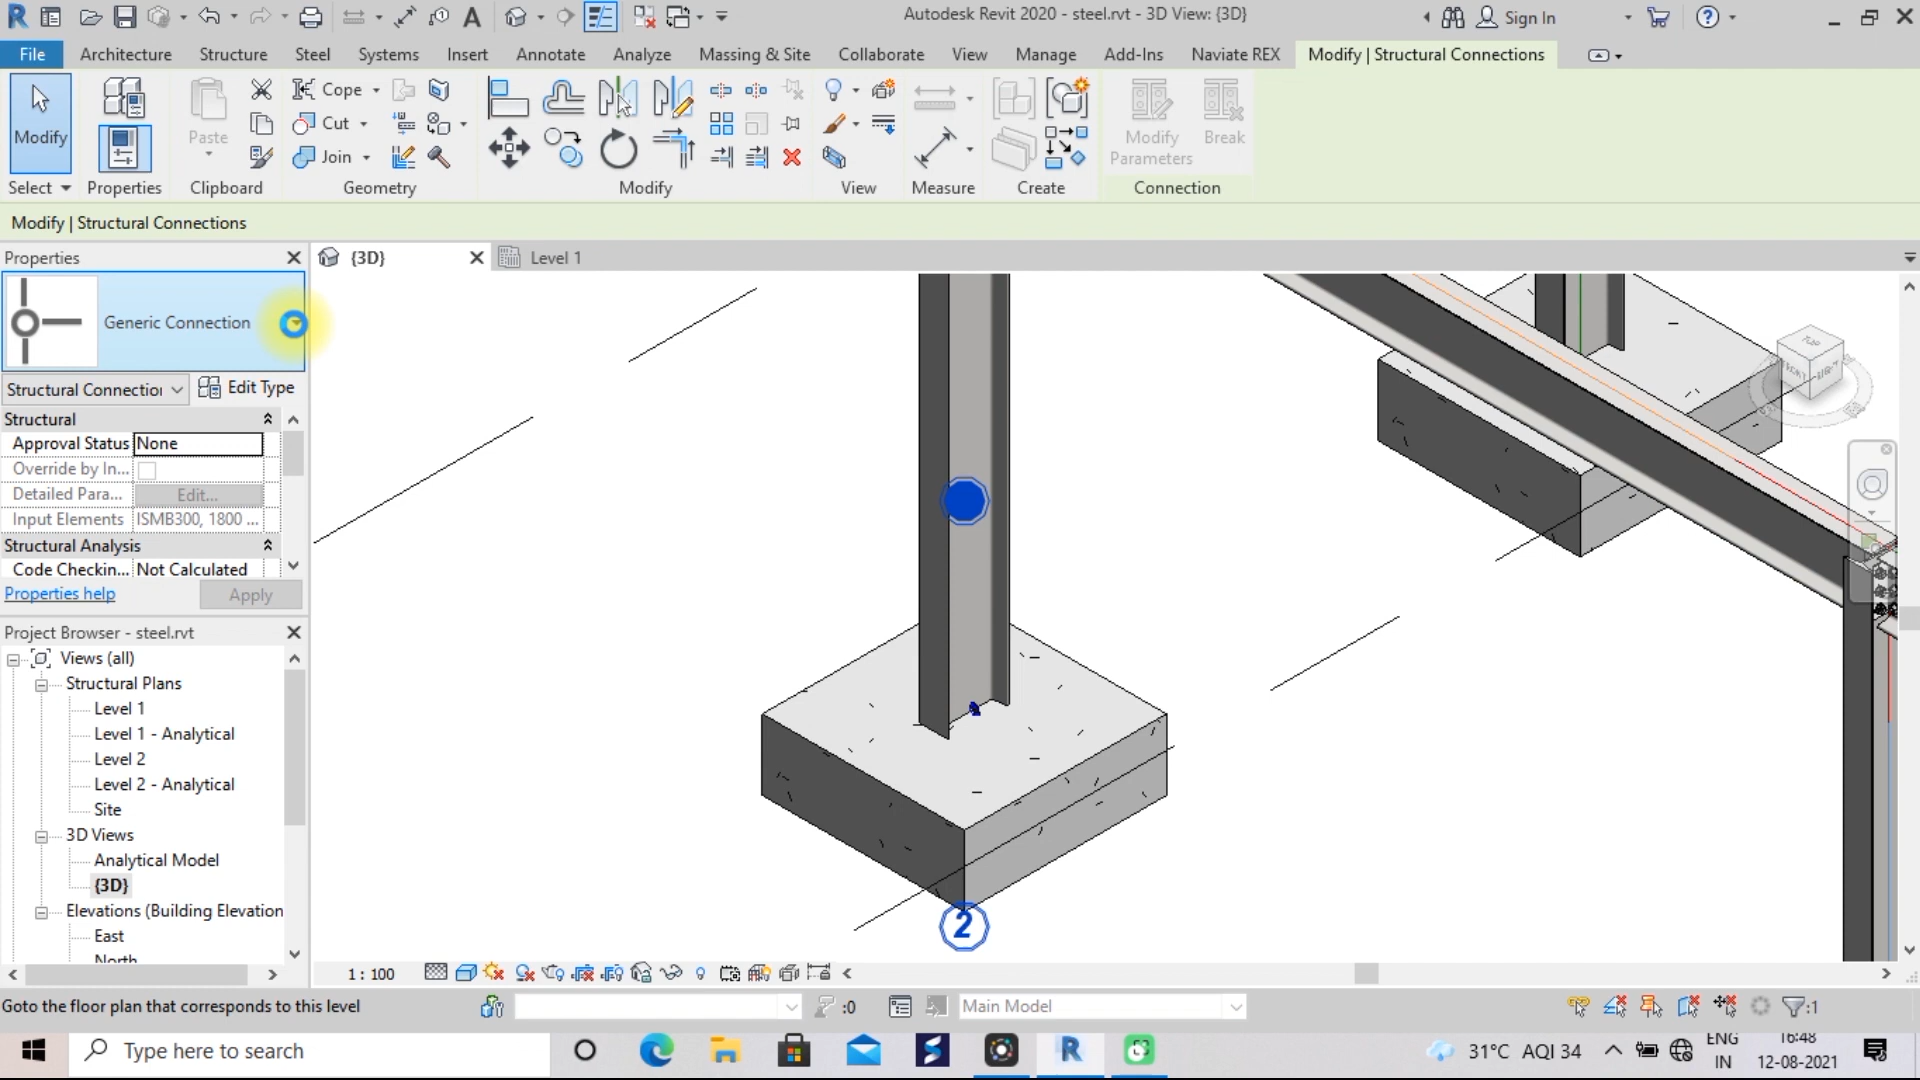 Autodesk Revit 2020 - steel.rvt - 3D View: {3D}
Sign In
File Architecture Structure Steel Systems Insert Annotate Analyze Massing & Site Collaborate View Manage Add-Ins Naviate REX Modify | Structural Connections
Modify
Paste
Cope
Cut
Join
Modify Parameters
Break
Select Properties Clipboard Geometry Modify View Measure Create Connection
Modify | Structural Connections
Properties
{3D}
Level 1
Generic Connection
Structural Connection
Edit Type
Structural
Approval Status None
Override by In...
Detailed Para... Edit...
Input Elements ISMB300, 1800 ...
Structural Analysis
Code Checkin... Not Calculated
Properties help
Apply
Project Browser - steel.rvt
Views (all)
Structural Plans
Level 1
Level 1 - Analytical
Level 2
Level 2 - Analytical
Site
3D Views
Analytical Model
{3D}
Elevations (Building Elevation
East
North
TOP
FRONT
2
1 : 100
Goto the floor plan that corresponds to this level
:0
Main Model
:1
Type here to search
31°C AQI 34
ENG
IN
16:48
12-08-2021